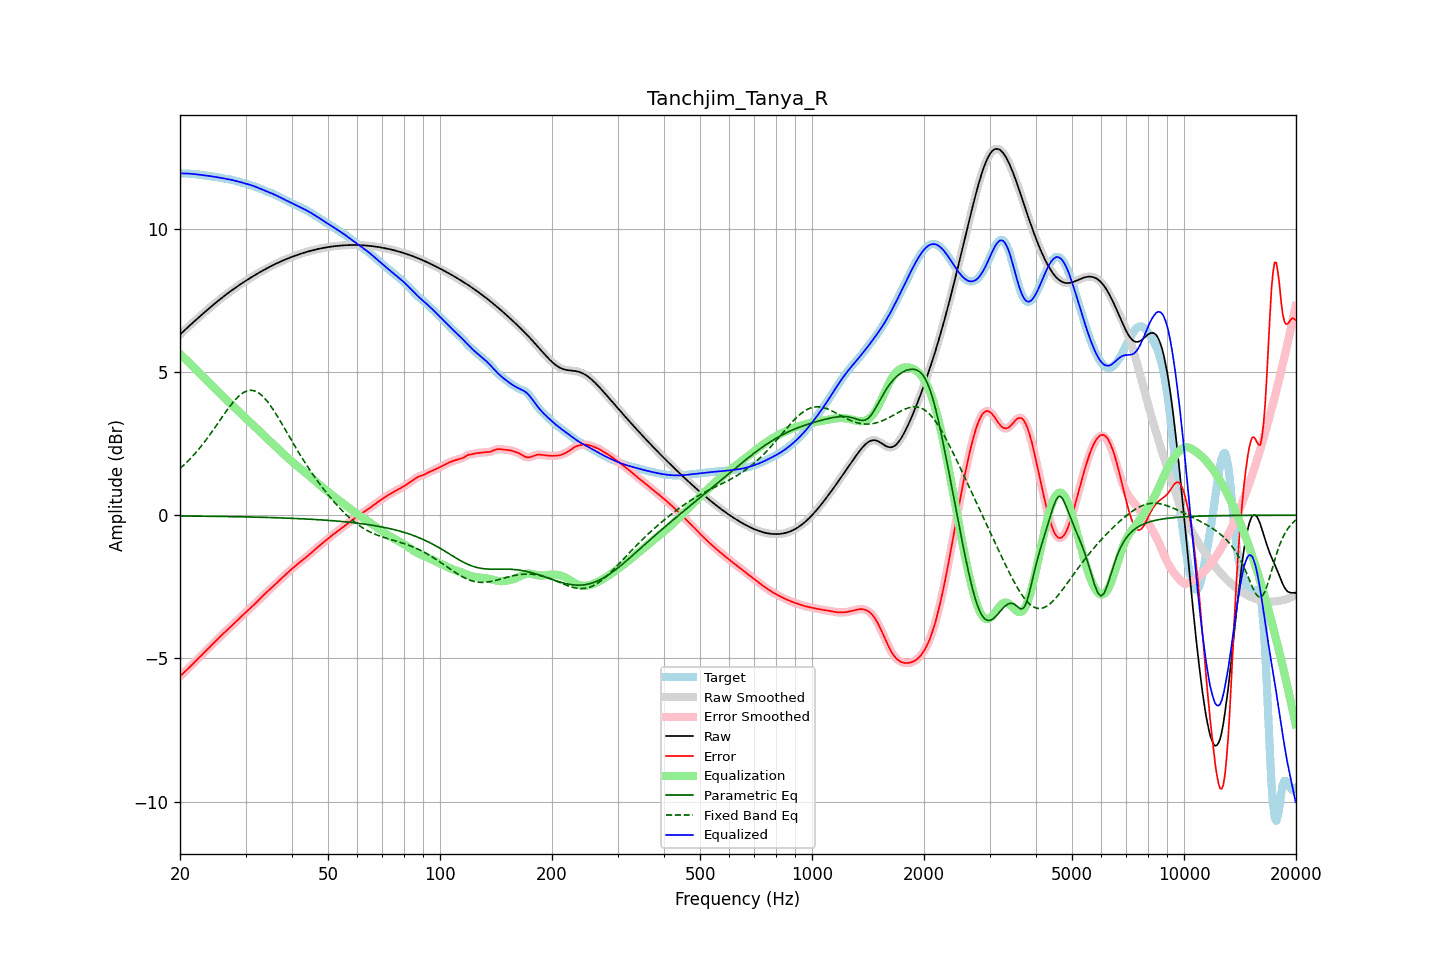 Tanchjim_Tanya_R
Amplitude (dBr)
10
5
0
−5
−10
Target
Raw Smoothed
Error Smoothed
Raw
Error
Equalization
Parametric Eq
Fixed Band Eq
Equalized
20 50 100 200 500 1000 2000 5000 10000 20000
Frequency (Hz)